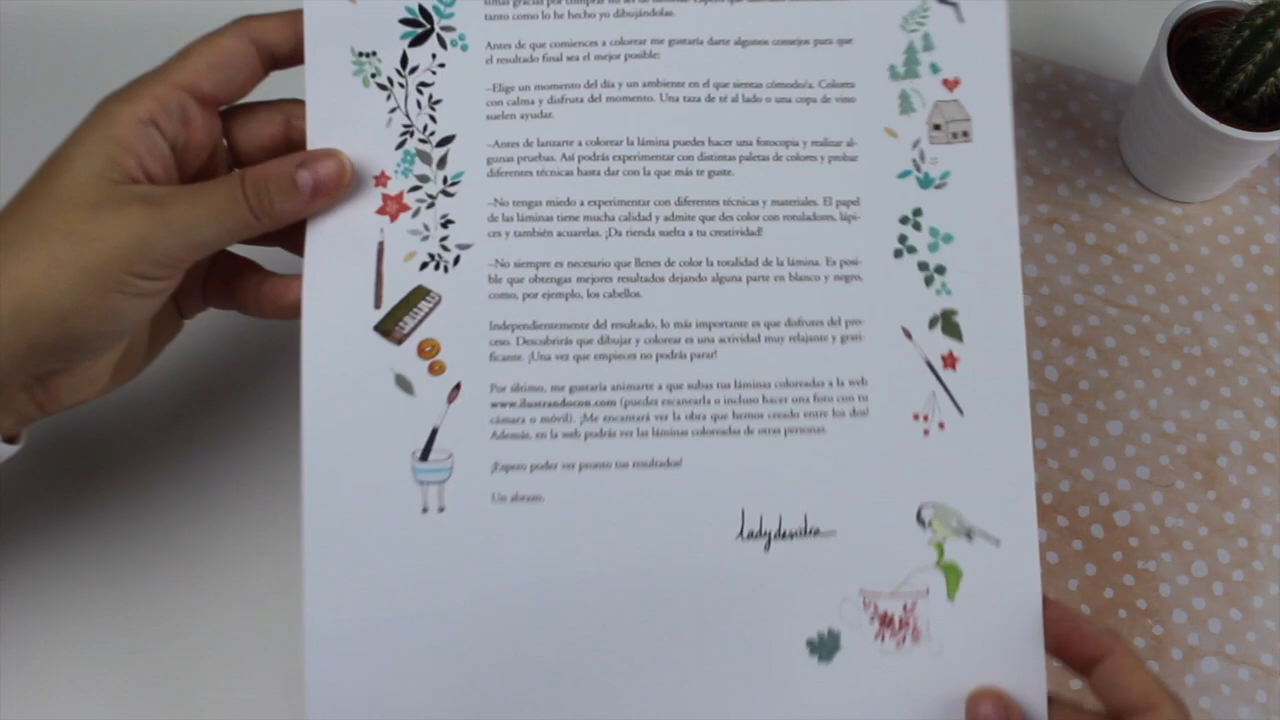 tanto como lo he hecho yo dibujándolas.
Antes de que comiences a colorear me gustaría darte algunos consejos para que
el resultado final sea el mejor posible:
–Elige un momento del día y un ambiente en el que sientas cómodo/a. Colorea
con calma y disfruta del momento. Una taza de té al lado o una copa de vino
suelen ayudar.
–Antes de lanzarte a colorear la lámina puedes hacer una fotocopia y realizar al-
gunas pruebas. Así podrás experimentar con distintas paletas de colores y probar
diferentes técnicas hasta dar con la que más te guste.
–No tengas miedo a experimentar con diferentes técnicas y materiales. El papel
de las láminas tiene mucha calidad y admite que des color con rotuladores, lápi-
ces y también acuarelas. ¡Da rienda suelta a tu creatividad!
–No siempre es necesario que llenes de color la totalidad de la lámina. Es posi-
ble que obtengas mejores resultados dejando alguna parte en blanco y negro,
como, por ejemplo, los cabellos.
Independientemente del resultado, lo más importante es que disfrutes del pro-
ceso. Descubrirás que dibujar y colorear es una actividad muy relajante y grati-
ficante. ¡Una vez que empieces no podrás parar!
Por último, me gustaría animarte a que subas tus láminas coloreadas a la web
www.ilustrandocon.com (puedes escanearla o incluso hacer una foto con tu
cámara o móvil). ¡Me encantará ver la obra que hemos creado entre los dos!
Además, en la web podrás ver las láminas coloreadas de otras personas.
¡Espero poder ver pronto tus resultados!
Un abrazo,